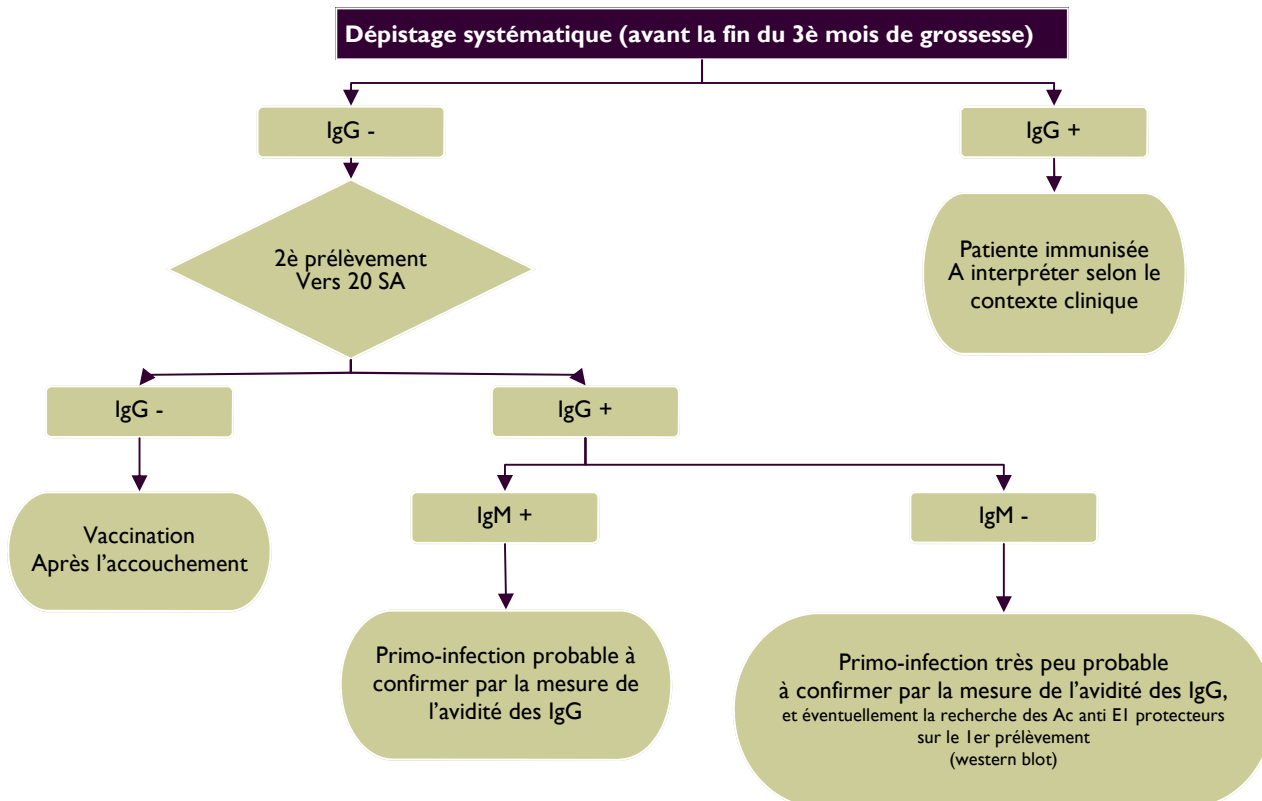 Dépistage systématique (avant la fin du 3è mois de grossesse)
IgG -
IgG +
2è prélèvement
Vers 20 SA
Patiente immunisée
A interpréter selon le
contexte clinique
IgG -
IgG +
Vaccination
Après l'accouchement
IgM +
IgM -
Primo-infection probable à
confirmer par la mesure de
l'avidité des IgG
Primo-infection très peu probable
à confirmer par la mesure de l'avidité des IgG,
et éventuellement la recherche des Ac anti E1 protecteurs
sur le 1er prélèvement
(western blot)